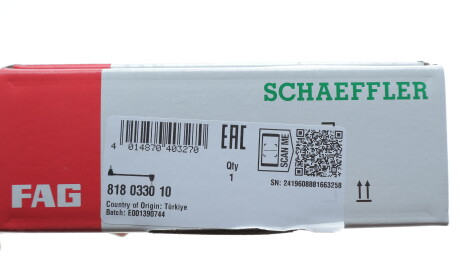 SCHAEFFLER
FAG
4 014870 403270
EAC
Qty
1
SCAN ME
818 0330 10
Country of Origin: Türkiye
Batch: E001390744
SN: 2419608881663258